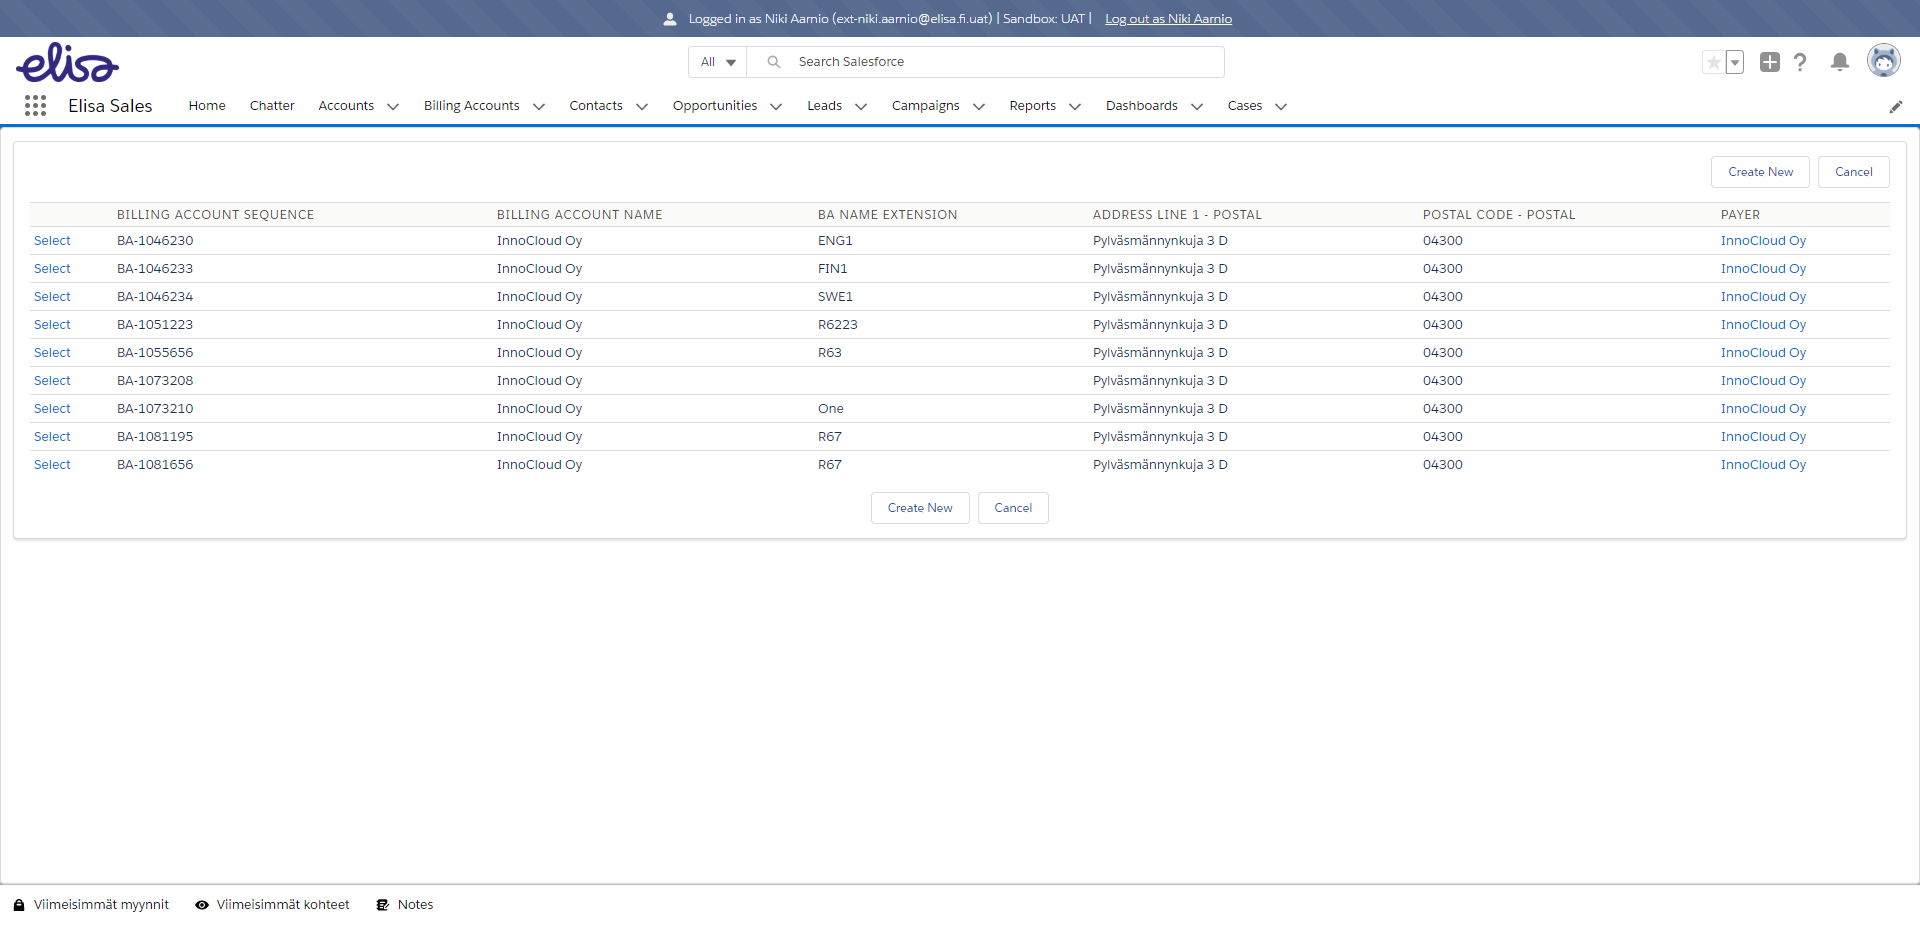 Logged in as Niki Aarnio (ext-niki.aarnio@elisa.fi.uat) | Sandbox: UAT | Log out as Niki Aarnio
elisa
All Search Salesforce
Elisa Sales Home Chatter Accounts Billing Accounts Contacts Opportunities Leads Campaigns Reports Dashboards Cases
Create New Cancel
BILLING ACCOUNT SEQUENCE BILLING ACCOUNT NAME BA NAME EXTENSION ADDRESS LINE 1 - POSTAL POSTAL CODE - POSTAL PAYER
Select BA-1046230 InnoCloud Oy ENG1 Pylväsmännynkuja 3 D 04300 InnoCloud Oy
Select BA-1046233 InnoCloud Oy FIN1 Pylväsmännynkuja 3 D 04300 InnoCloud Oy
Select BA-1046234 InnoCloud Oy SWE1 Pylväsmännynkuja 3 D 04300 InnoCloud Oy
Select BA-1051223 InnoCloud Oy R6223 Pylväsmännynkuja 3 D 04300 InnoCloud Oy
Select BA-1055656 InnoCloud Oy R63 Pylväsmännynkuja 3 D 04300 InnoCloud Oy
Select BA-1073208 InnoCloud Oy Pylväsmännynkuja 3 D 04300 InnoCloud Oy
Select BA-1073210 InnoCloud Oy One Pylväsmännynkuja 3 D 04300 InnoCloud Oy
Select BA-1081195 InnoCloud Oy R67 Pylväsmännynkuja 3 D 04300 InnoCloud Oy
Select BA-1081656 InnoCloud Oy R67 Pylväsmännynkuja 3 D 04300 InnoCloud Oy
Create New Cancel
Viimeisimmät myynnit Viimeisimmät kohteet Notes